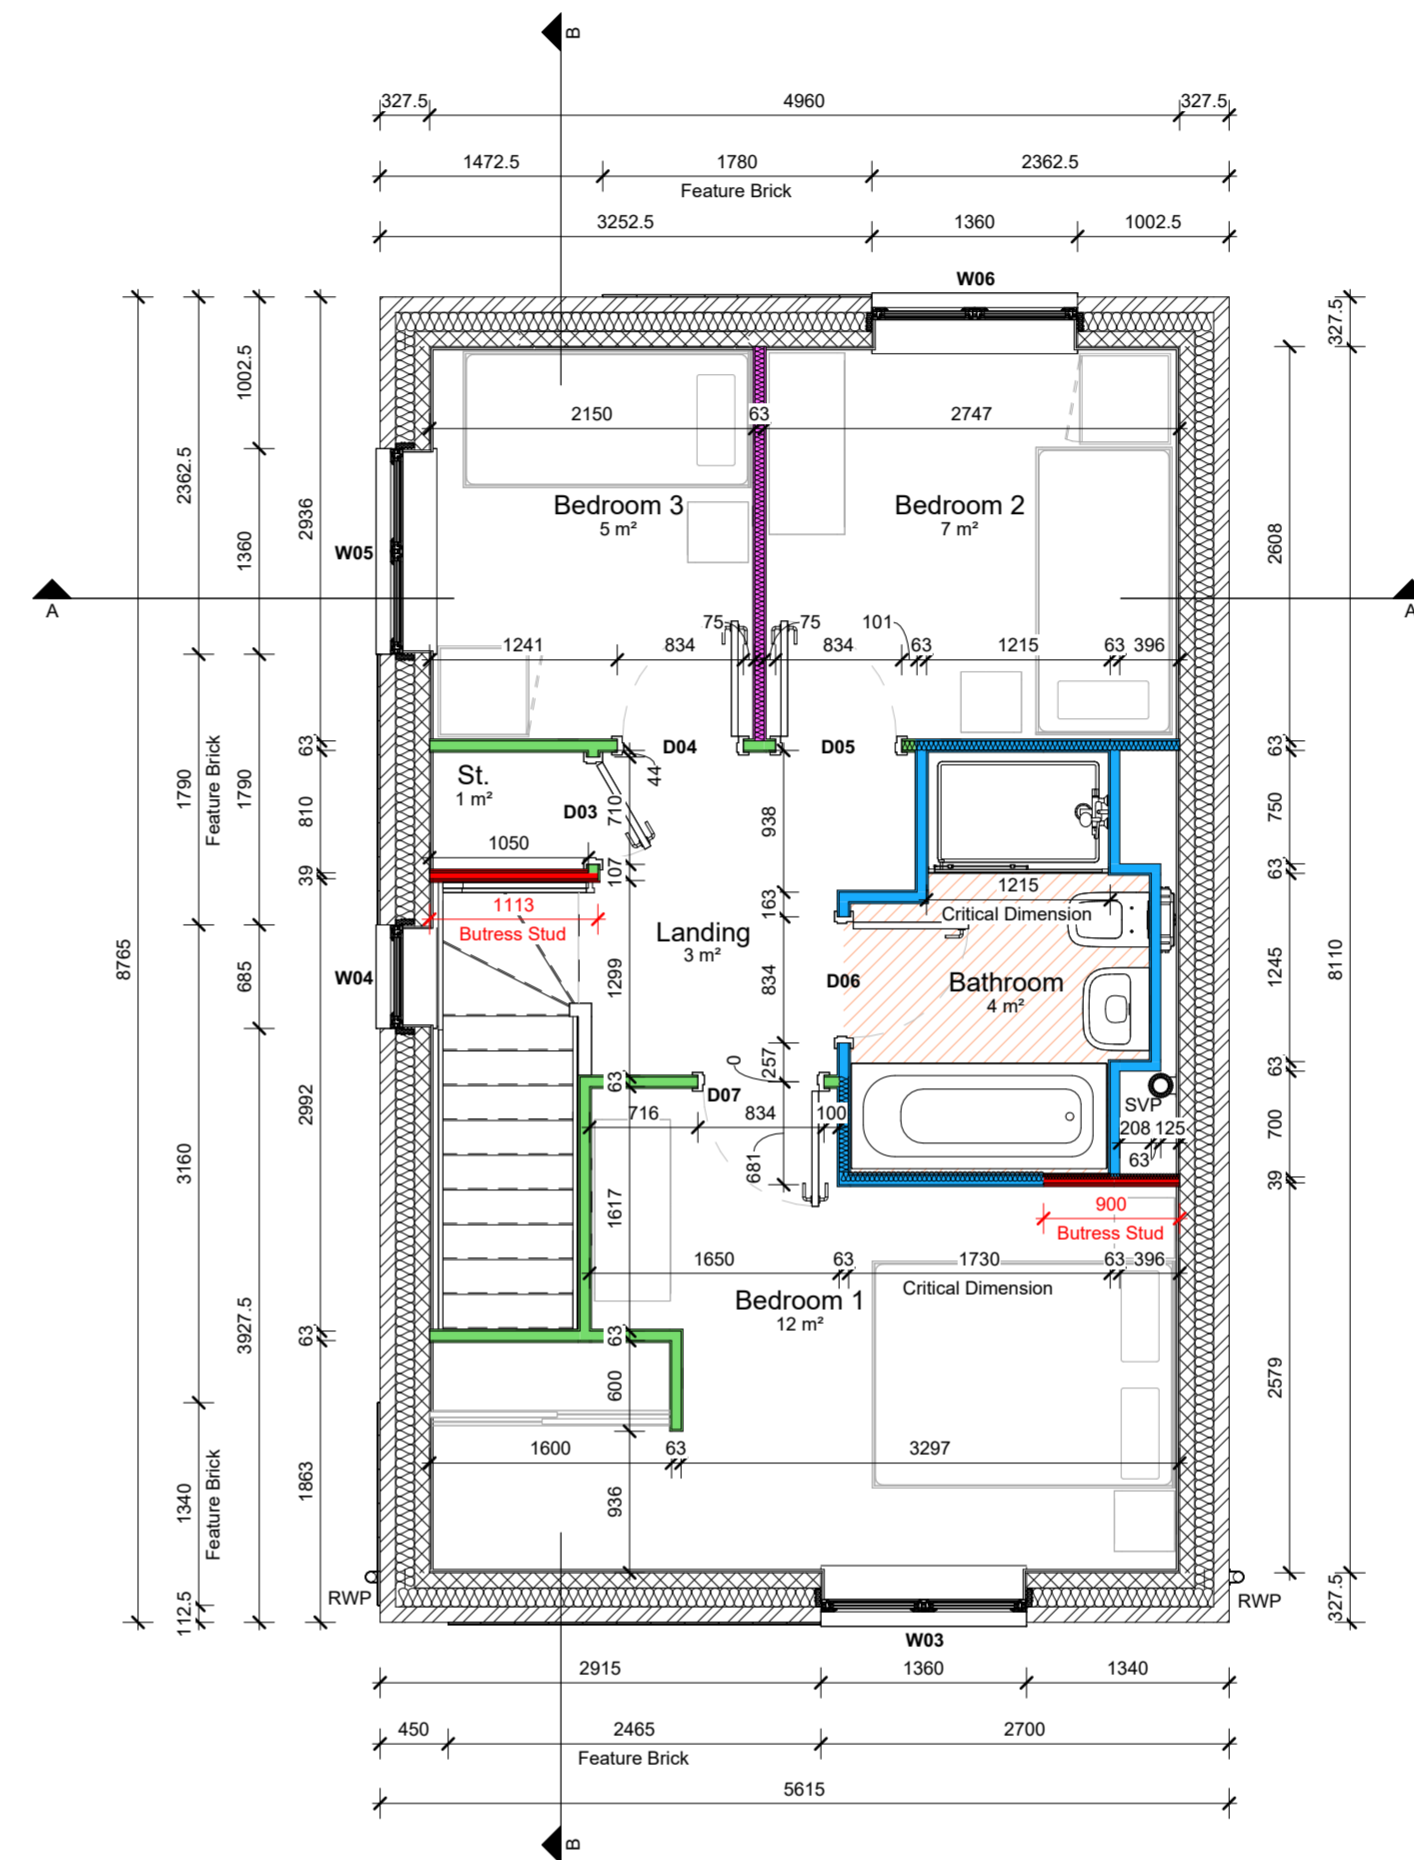 B
327.5 4960 327.5
1472.5 1780 2362.5
Feature Brick
3252.5 1360 1002.5
W06
327.5
1002.5
2362.5
2936
1360
W05
A
A
2150 63 2747
Bedroom 3
5 m²
Bedroom 2
7 m²
2608
8110
8765
75 75 101
1241 834 834 63 1215 63 396
D04 D05
63
44
63
St.
1 m²
D03
710
938
750
Feature Brick
1790
1790
810
1050
107
63
39
1113
Butress Stud
163
1215
Critical Dimension
Landing
3 m²
W04
685
1299
834
D06
Bathroom
4 m²
1245
257
0
63
63
D07
716 834 100
SVP
208 125
63
700
681
39
2992
3160
3927.5
1617
900
Butress Stud
1650 63 1730 63 396
Critical Dimension
Bedroom 1
12 m²
63
63
600
2579
1600 63 3297
1863
936
1340
Feature Brick
112.5
RWP
RWP
327.5
W03
2915 1360 1340
450 2465 2700
Feature Brick
5615
B